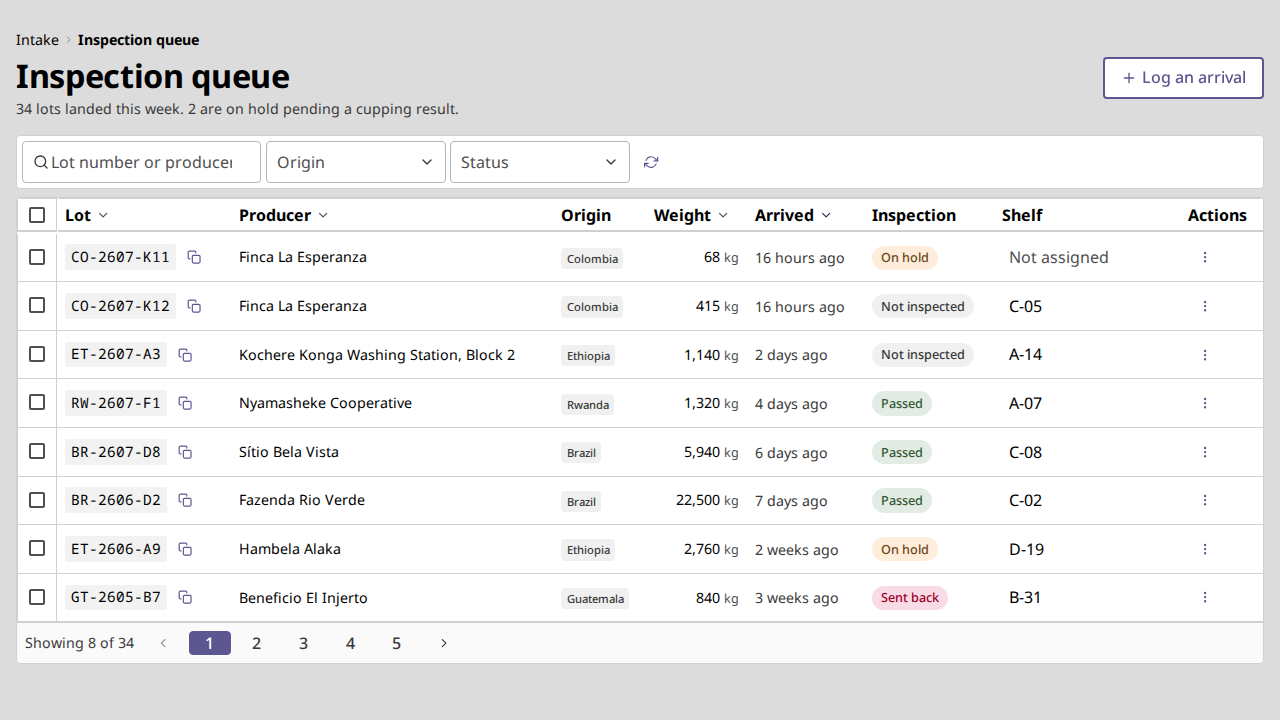 Intake › Inspection queue
Inspection queue
Log an arrival
34 lots landed this week. 2 are on hold pending a cupping result.
Lot number or producer Origin Status
Lot Producer Origin Weight Arrived Inspection Shelf Actions
CO-2607-K11 Finca La Esperanza Colombia 68 kg 16 hours ago On hold Not assigned
CO-2607-K12 Finca La Esperanza Colombia 415 kg 16 hours ago Not inspected C-05
ET-2607-A3 Kochere Konga Washing Station, Block 2 Ethiopia 1,140 kg 2 days ago Not inspected A-14
RW-2607-F1 Nyamasheke Cooperative Rwanda 1,320 kg 4 days ago Passed A-07
BR-2607-D8 Sítio Bela Vista Brazil 5,940 kg 6 days ago Passed C-08
BR-2606-D2 Fazenda Rio Verde Brazil 22,500 kg 7 days ago Passed C-02
ET-2606-A9 Hambela Alaka Ethiopia 2,760 kg 2 weeks ago On hold D-19
GT-2605-B7 Beneficio El Injerto Guatemala 840 kg 3 weeks ago Sent back B-31
Showing 8 of 34 1 2 3 4 5